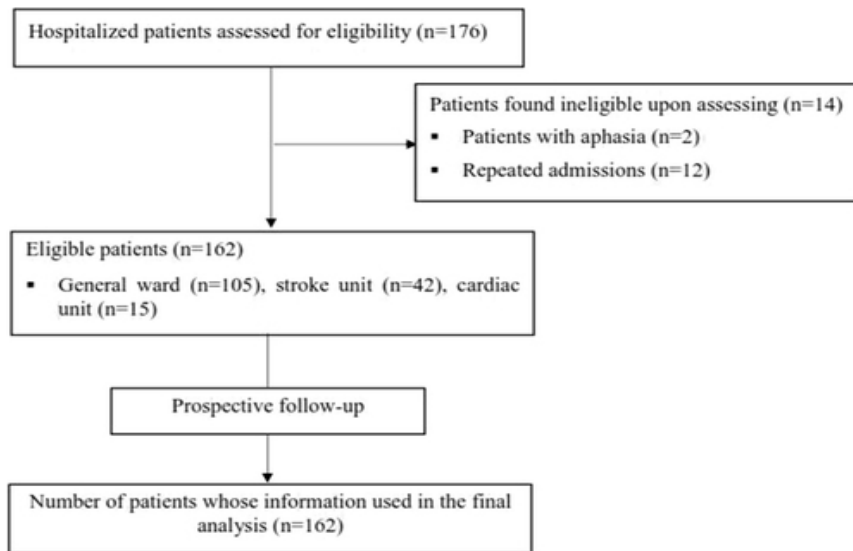 Hospitalized patients assessed for eligibility (n=176)
Patients found ineligible upon assessing (n=14)
▪ Patients with aphasia (n=2)
▪ Repeated admissions (n=12)
Eligible patients (n=162)
▪ General ward (n=105), stroke unit (n=42), cardiac
unit (n=15)
Prospective follow-up
Number of patients whose information used in the final
analysis (n=162)